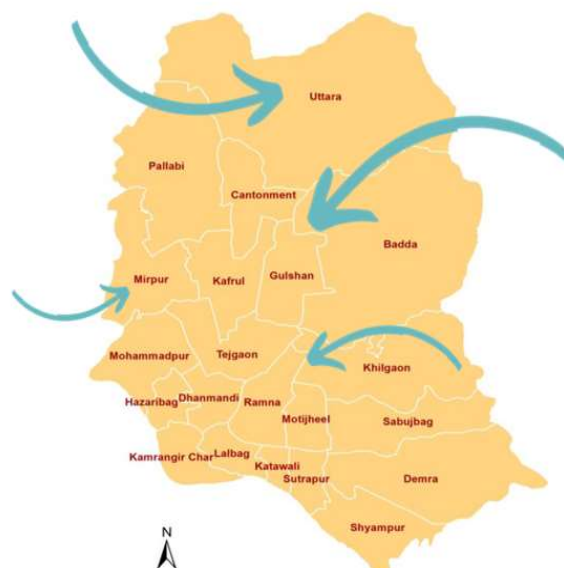 Uttara
Pallabi
Cantonment
Badda
Mirpur
Kafrul
Gulshan
Mohammadpur
Tejgaon
Khilgaon
Hazaribag
Dhanmandi
Ramna
Motijheel
Sabujbag
Kamrangir Char
Lalbag
Katawali
Sutrapur
Demra
Shyampur
N